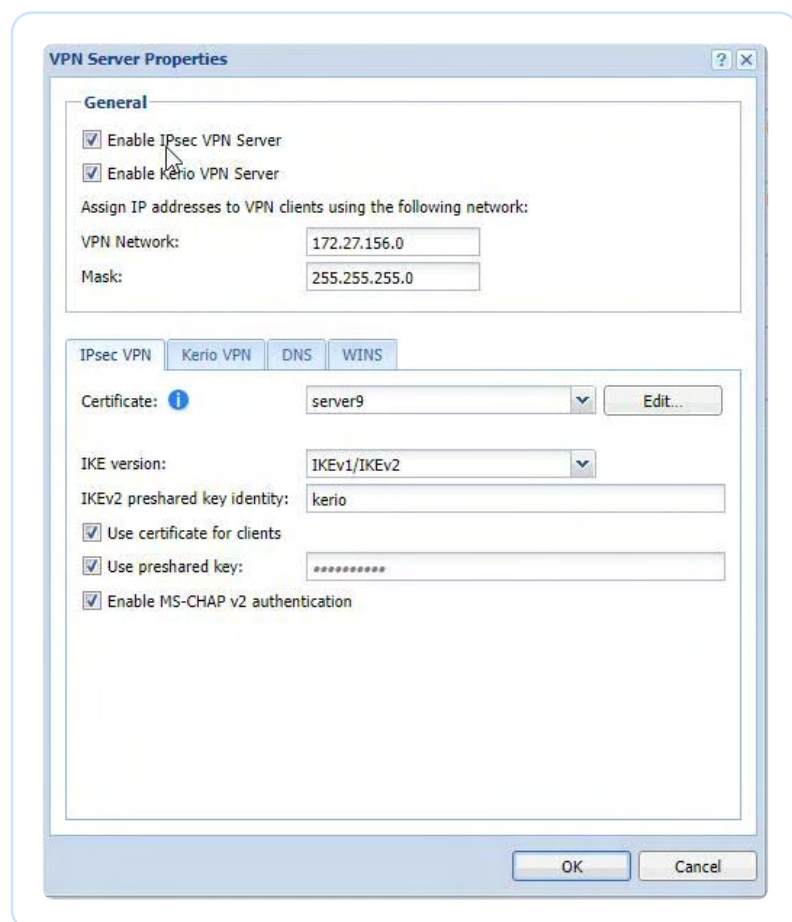 VPN Server Properties
General
Enable IPsec VPN Server
Enable Kerio VPN Server
Assign IP addresses to VPN clients using the following network:
VPN Network: 172.27.156.0
Mask: 255.255.255.0
IPsec VPN Kerio VPN DNS WINS
Certificate: server9 Edit...
IKE version: IKEv1/IKEv2
IKEv2 preshared key identity: kerio
Use certificate for clients
Use preshared key: ••••••••••
Enable MS-CHAP v2 authentication
OK Cancel